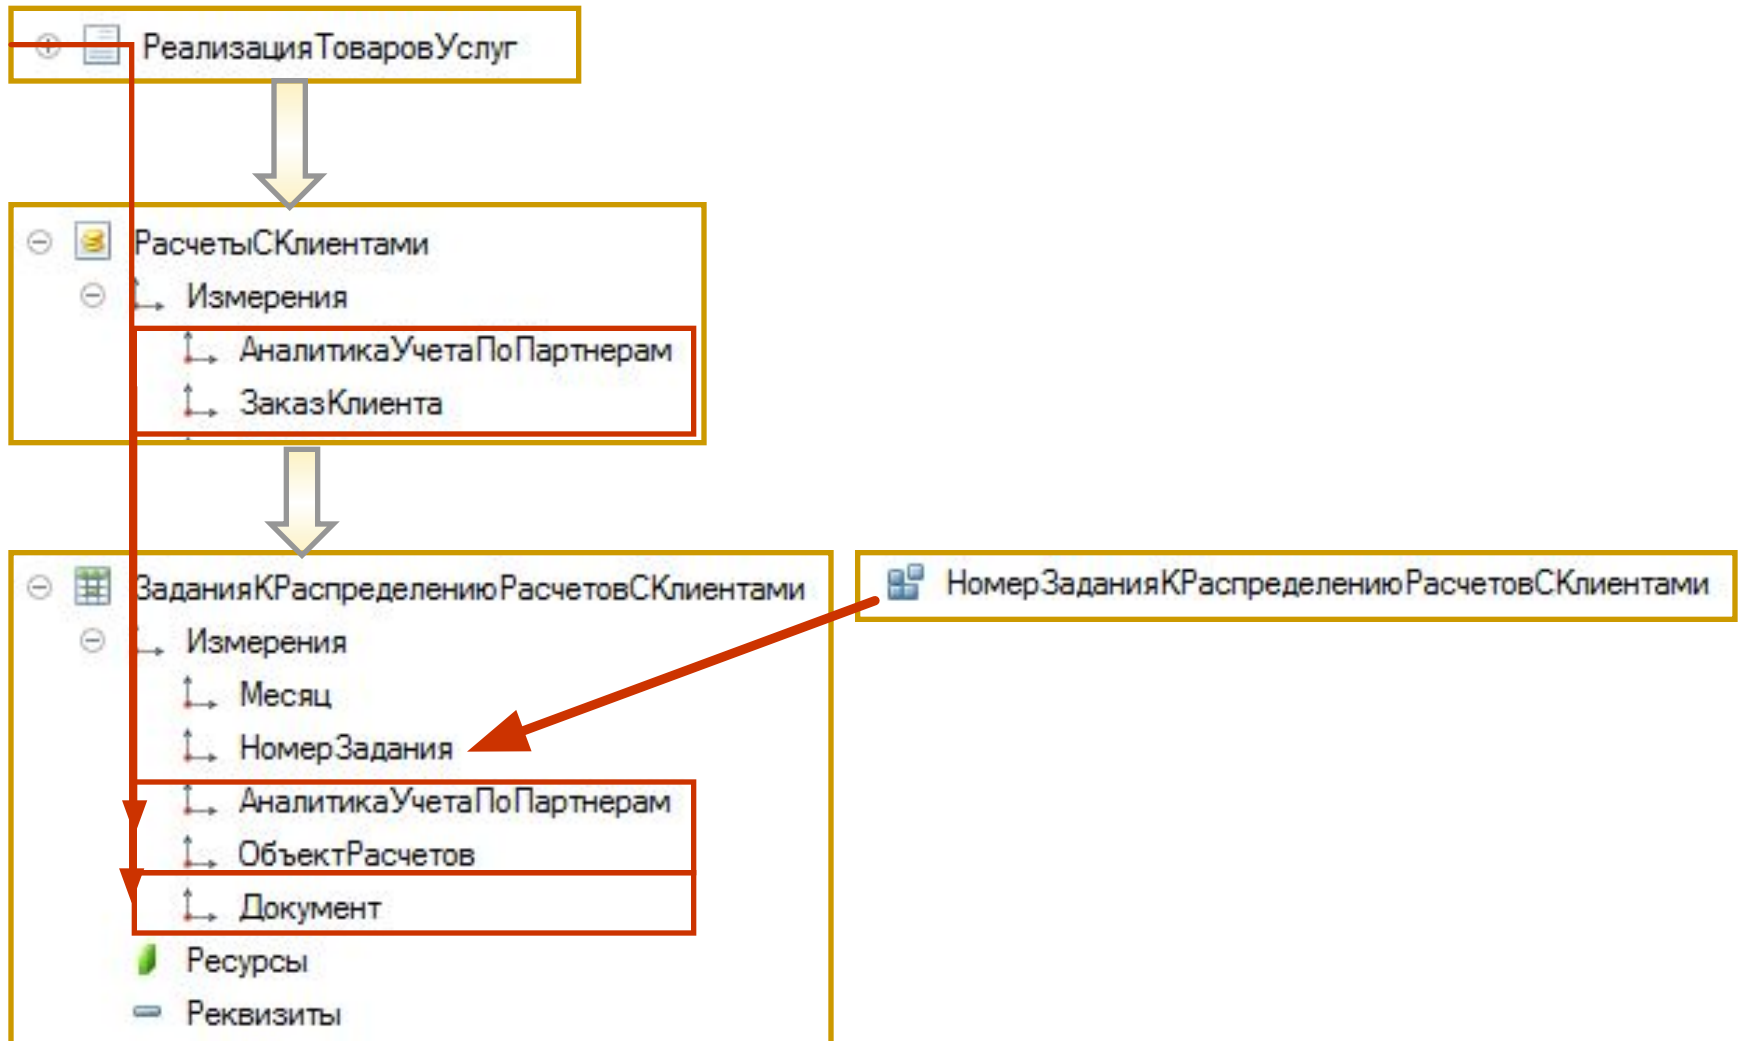 РеализацияТоваровУслуг
РасчетыСКлиентами
Измерения
АналитикаУчетаПоПартнерам
ЗаказКлиента
ЗаданияКРаспределениюРасчетовСКлиентами
НомерЗаданияКРаспределениюРасчетовСКлиентами
Измерения
Месяц
НомерЗадания
АналитикаУчетаПоПартнерам
ОбъектРасчетов
Документ
Ресурсы
Реквизиты